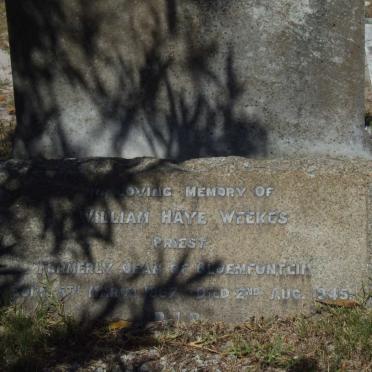 In Loving Memory Of
William Haye Weekes
Priest
Formerly Dean of Bloemfontein
Died 2nd Aug. 1945
R.I.P.